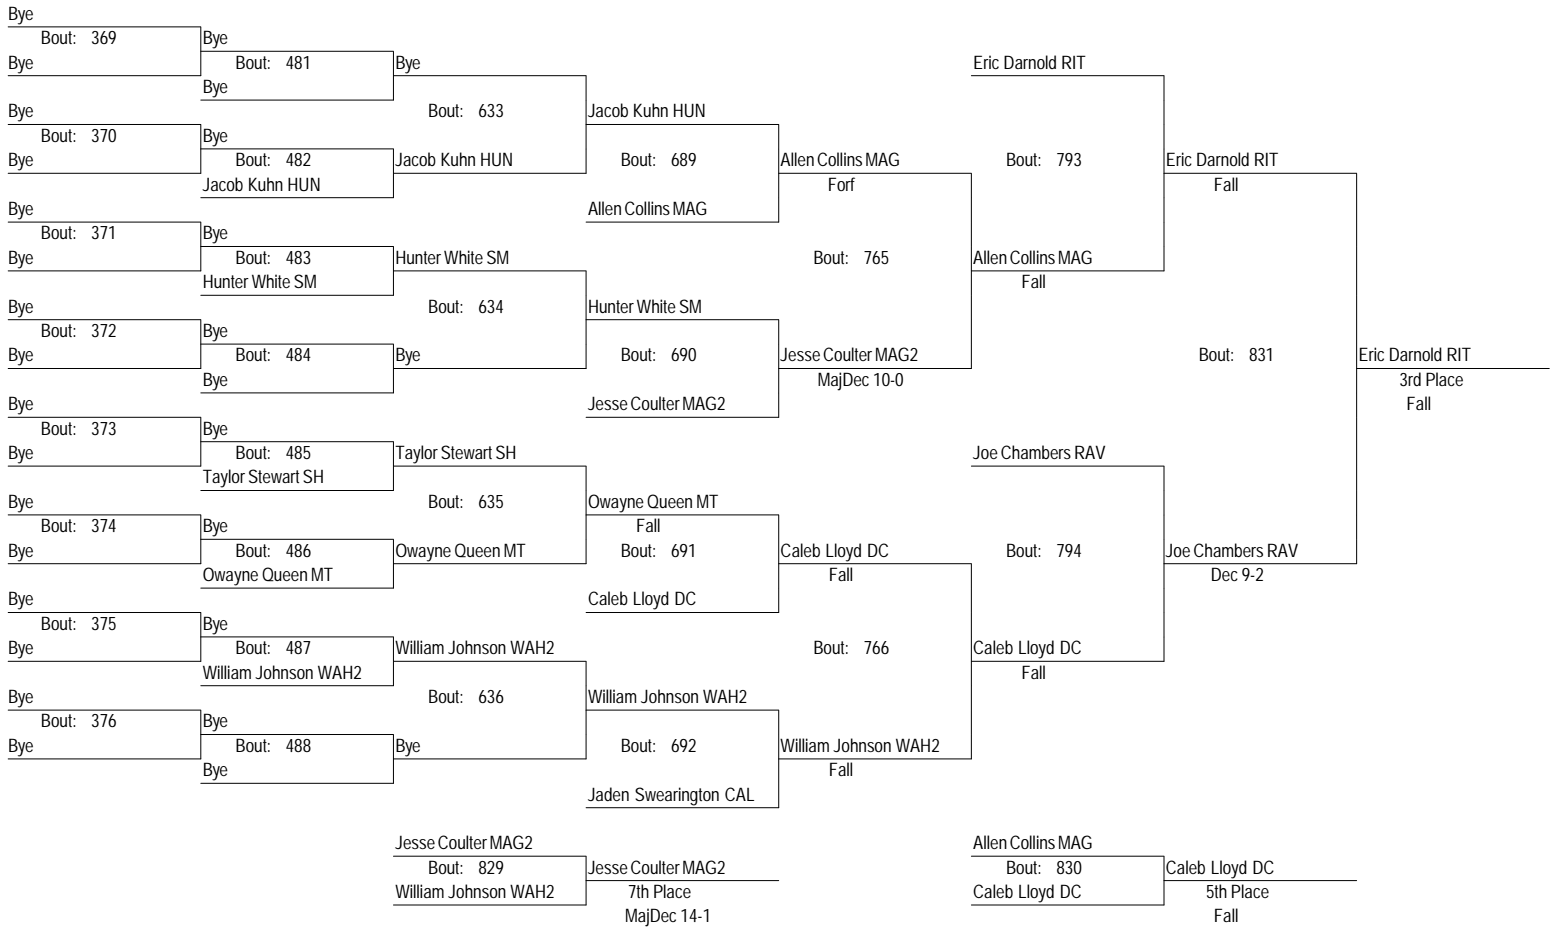 Bye
Bout: 369
Bye
Bye
Bout: 481
Bye
Bye
Eric Darnold RIT
Bye
Bout: 370
Bye
Bye
Bout: 482
Jacob Kuhn HUN
Bout: 633
Jacob Kuhn HUN
Jacob Kuhn HUN
Bout: 689
Allen Collins MAG
Allen Collins MAG
Forf
Bout: 793
Eric Darnold RIT
Fall
Bye
Bout: 371
Bye
Bye
Bout: 483
Hunter White SM
Hunter White SM
Bout: 765
Allen Collins MAG
Fall
Bye
Bout: 372
Bye
Bye
Bout: 484
Bye
Bout: 634
Bye
Hunter White SM
Bout: 690
Jesse Coulter MAG2
Jesse Coulter MAG2
MajDec 10-0
Bout: 831
Eric Darnold RIT
3rd Place
Fall
Bye
Bout: 373
Bye
Bye
Bout: 485
Taylor Stewart SH
Taylor Stewart SH
Joe Chambers RAV
Bye
Bout: 374
Bye
Bye
Bout: 486
Owayne Queen MT
Bout: 635
Owayne Queen MT
Owayne Queen MT
Fall
Bout: 691
Caleb Lloyd DC
Caleb Lloyd DC
Fall
Bout: 794
Joe Chambers RAV
Dec 9-2
Bye
Bout: 375
Bye
Bye
Bout: 487
William Johnson WAH2
William Johnson WAH2
Bout: 766
Caleb Lloyd DC
Fall
Bye
Bout: 376
Bye
Bye
Bout: 488
Bye
Bout: 636
Bye
William Johnson WAH2
Bout: 692
Jaden Swearington CAL
William Johnson WAH2
Fall
Jesse Coulter MAG2
Bout: 829
William Johnson WAH2
Jesse Coulter MAG2
7th Place
MajDec 14-1
Allen Collins MAG
Bout: 830
Caleb Lloyd DC
Caleb Lloyd DC
5th Place
Fall